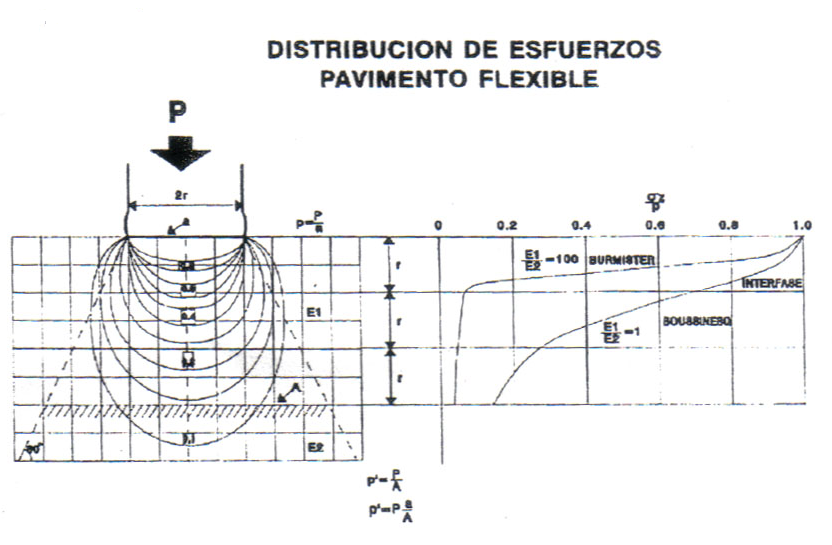 DISTRIBUCION DE ESFUERZOS
PAVIMENTO FLEXIBLE
P
2r
a
P=P/a
σz/p
0
0.2
0.4
0.6
0.8
1.0
r
r
r
E1/E2=100 BURMISTER
INTERFASE
BOUSSINESQ
E1/E2=1
E1
A
E2
60°
p'=P/A
p'=P a/A